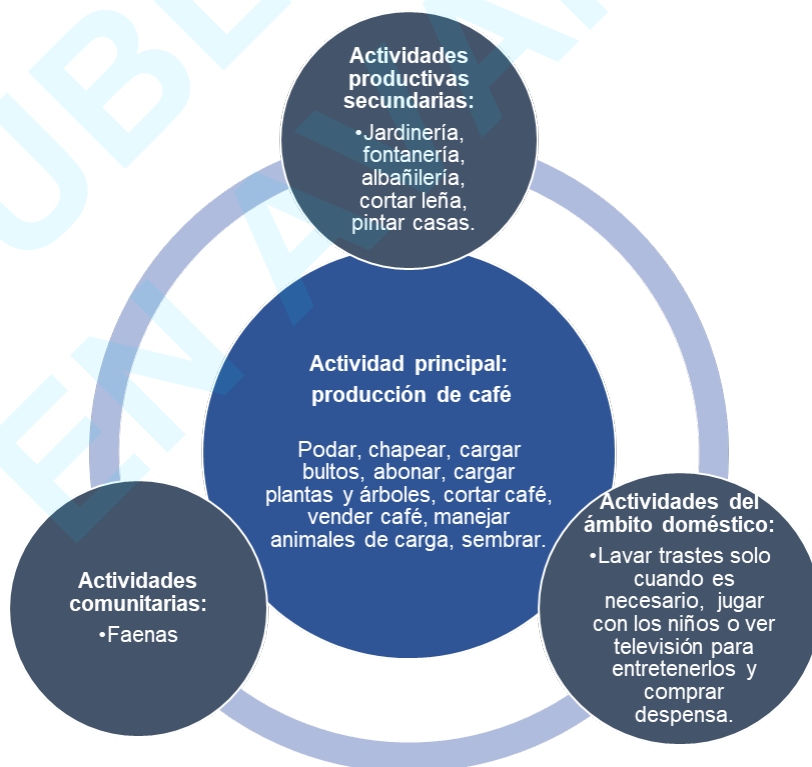 Actividades
productivas
secundarias:
•Jardinería,
fontanería,
albañilería,
cortar leña,
pintar casas.
Actividad principal:
producción de café
Podar, chapear, cargar
bultos, abonar, cargar
plantas y árboles, cortar café,
vender café, manejar
animales de carga, sembrar.
Actividades
comunitarias:
•Faenas
Actividades del
ámbito doméstico:
•Lavar trastes solo
cuando es
necesario, jugar
con los niños o ver
televisión para
entretenerlos y
comprar
despensa.
EN